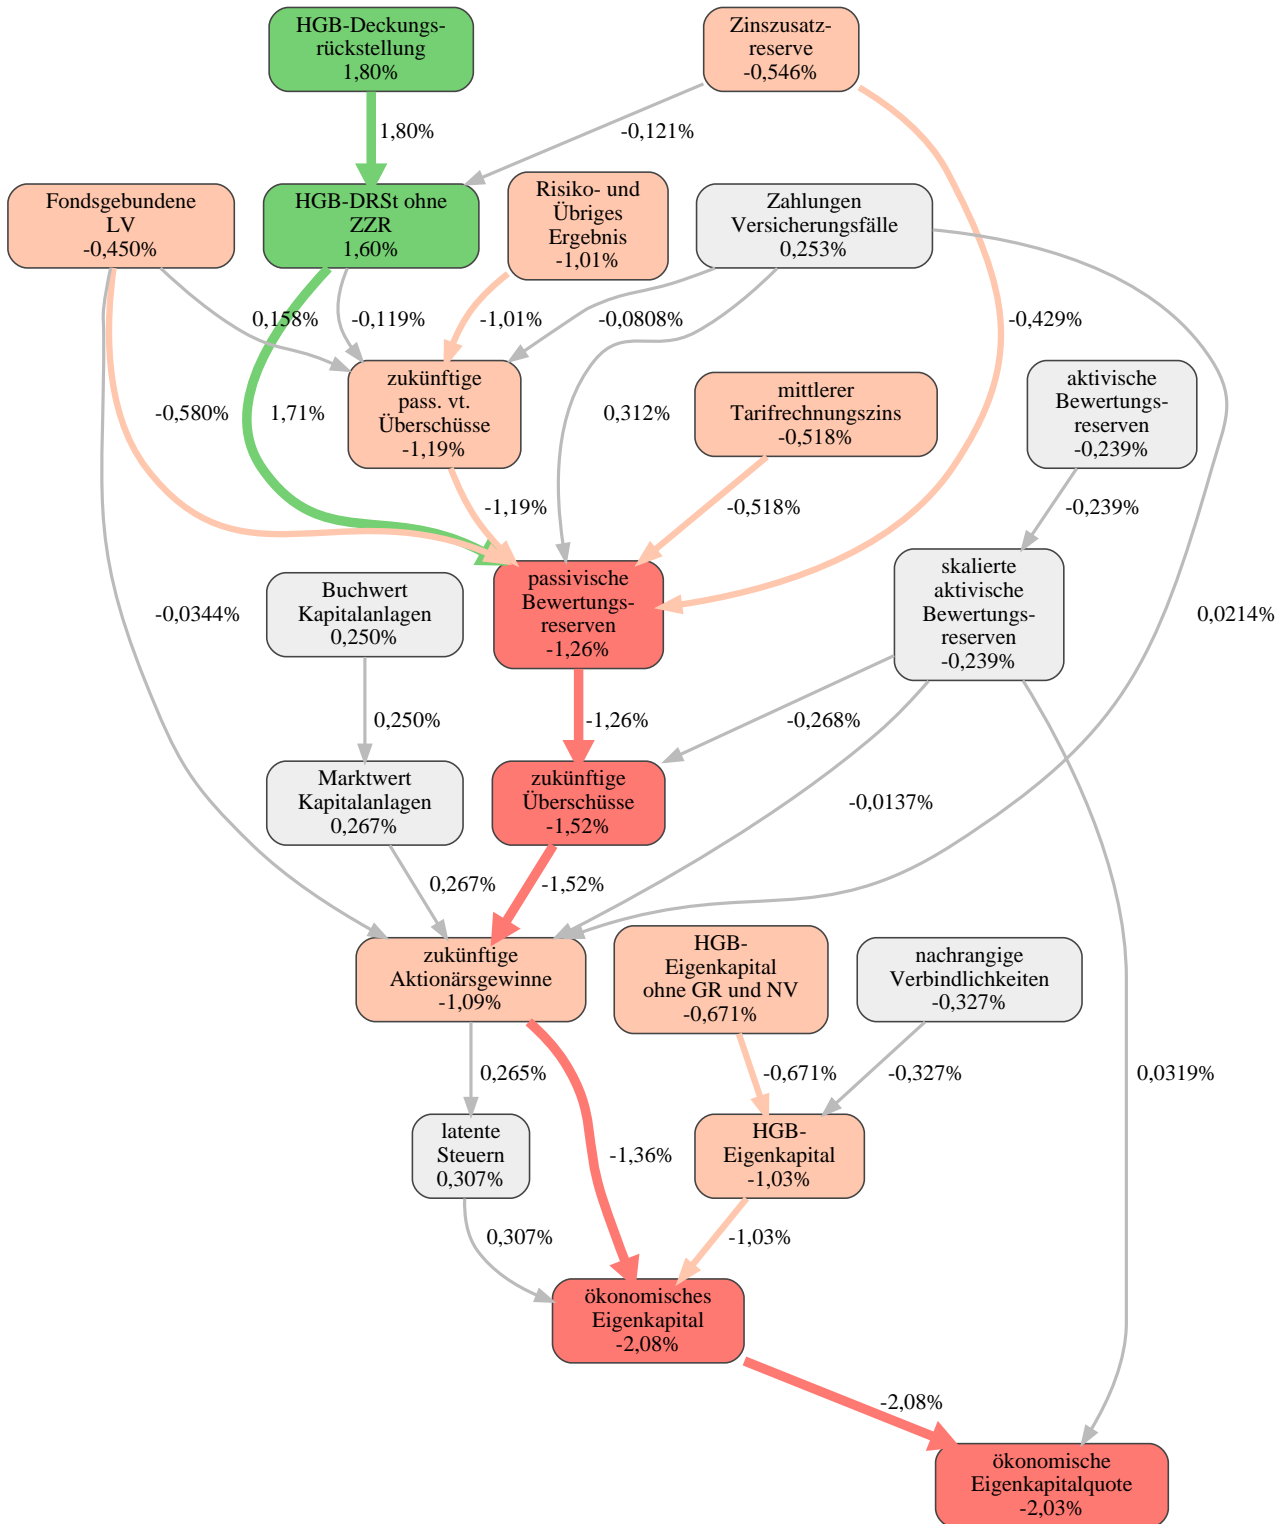 HGB-Deckungs-
rückstellung
1,80%
Zinszusatz-
reserve
-0,546%
1,80%
-0,121%
Fondsgebundene
LV
-0,450%
HGB-DRSt ohne
ZZR
1,60%
Risiko- und
Übriges
Ergebnis
-1,01%
Zahlungen
Versicherungsfälle
0,253%
0,158%
-0,119%
-1,01%
-0,0808%
-0,429%
zukünftige
pass. vt.
Überschüsse
-1,19%
mittlerer
Tarifrechnungszins
-0,518%
aktivische
Bewertungs-
reserven
-0,239%
-0,580%
1,71%
0,312%
-1,19%
-0,518%
-0,239%
Buchwert
Kapitalanlagen
0,250%
passivische
Bewertungs-
reserven
-1,26%
skalierte
aktivische
Bewertungs-
reserven
-0,239%
-0,0344%
0,0214%
0,250%
-1,26%
-0,268%
Marktwert
Kapitalanlagen
0,267%
zukünftige
Überschüsse
-1,52%
-0,0137%
0,267%
-1,52%
zukünftige
Aktionärsgewinne
-1,09%
HGB-
Eigenkapital
ohne GR und NV
-0,671%
nachrangige
Verbindlichkeiten
-0,327%
0,265%
-0,671%
-0,327%
0,0319%
latente
Steuern
0,307%
-1,36%
HGB-
Eigenkapital
-1,03%
0,307%
-1,03%
ökonomisches
Eigenkapital
-2,08%
-2,08%
ökonomische
Eigenkapitalquote
-2,03%